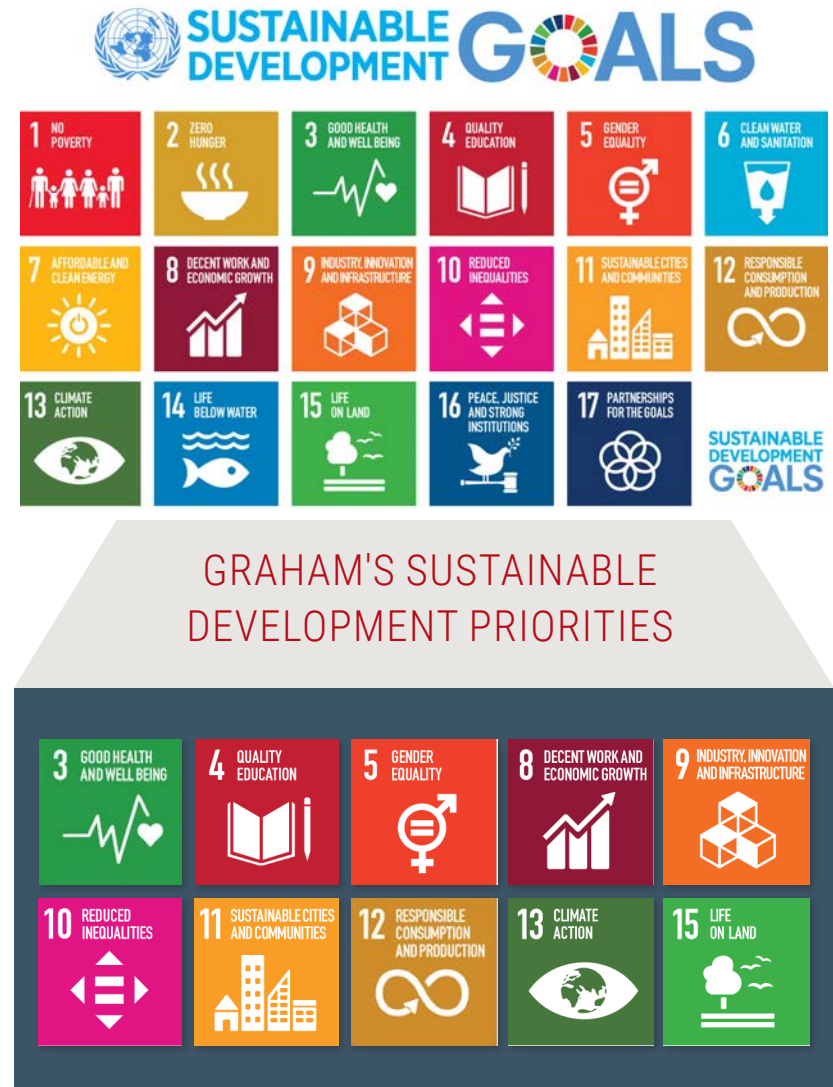 SUSTAINABLE
DEVELOPMENT
GOALS
1 NO
POVERTY
2 ZERO
HUNGER
3 GOOD HEALTH
AND WELL BEING
4 QUALITY
EDUCATION
5 GENDER
EQUALITY
6 CLEAN WATER
AND SANITATION
7 AFFORDABLE AND
CLEAN ENERGY
8 DECENT WORK AND
ECONOMIC GROWTH
9 INDUSTRY, INNOVATION
AND INFRASTRUCTURE
10 REDUCED
INEQUALITIES
11 SUSTAINABLE CITIES
AND COMMUNITIES
12 RESPONSIBLE
CONSUMPTION
AND PRODUCTION
13 CLIMATE
ACTION
14 LIFE
BELOW WATER
15 LIFE
ON LAND
16 PEACE, JUSTICE
AND STRONG
INSTITUTIONS
17 PARTNERSHIPS
FOR THE GOALS
SUSTAINABLE
DEVELOPMENT
GOALS
GRAHAM'S SUSTAINABLE
DEVELOPMENT PRIORITIES
3 GOOD HEALTH
AND WELL BEING
4 QUALITY
EDUCATION
5 GENDER
EQUALITY
8 DECENT WORK AND
ECONOMIC GROWTH
9 INDUSTRY, INNOVATION
AND INFRASTRUCTURE
10 REDUCED
INEQUALITIES
11 SUSTAINABLE CITIES
AND COMMUNITIES
12 RESPONSIBLE
CONSUMPTION
AND PRODUCTION
13 CLIMATE
ACTION
15 LIFE
ON LAND